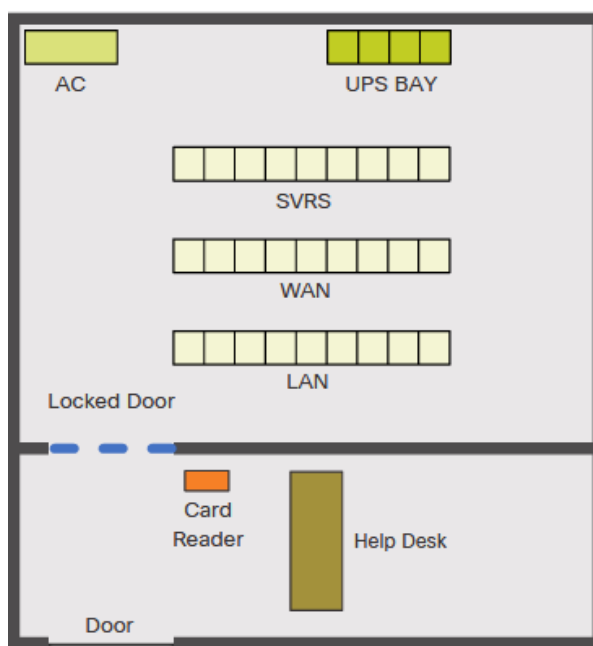 AC
UPS BAY
SVRS
WAN
LAN
Locked Door
Card
Reader
Help Desk
Door